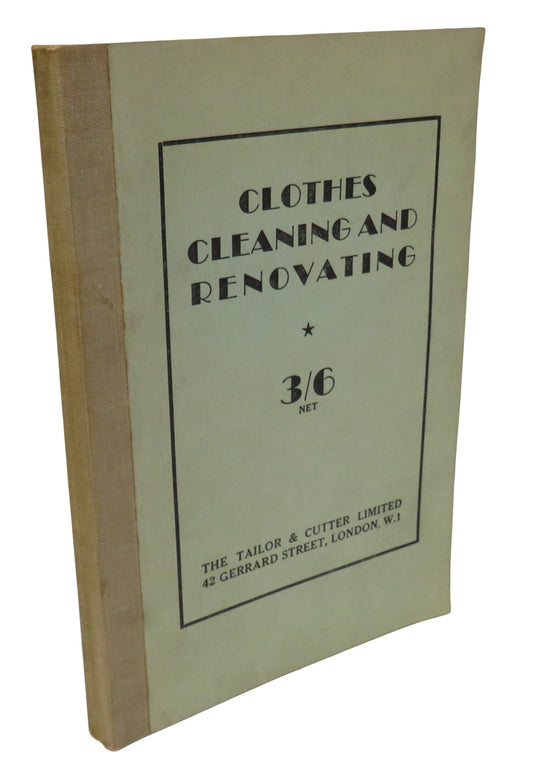 CLOTHES
CLEANING AND
RENOVATING
★
3/6
NET
THE TAILOR & CUTTER LIMITED
42 GERRARD STREET, LONDON, W.1